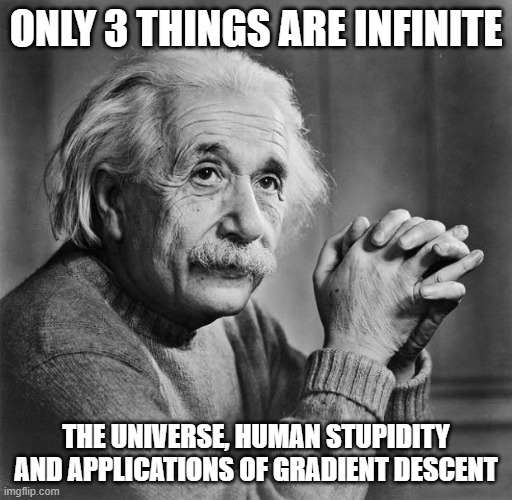 ONLY 3 THINGS ARE INFINITE
THE UNIVERSE, HUMAN STUPIDITY
AND APPLICATIONS OF GRADIENT DESCENT
imgflip.com